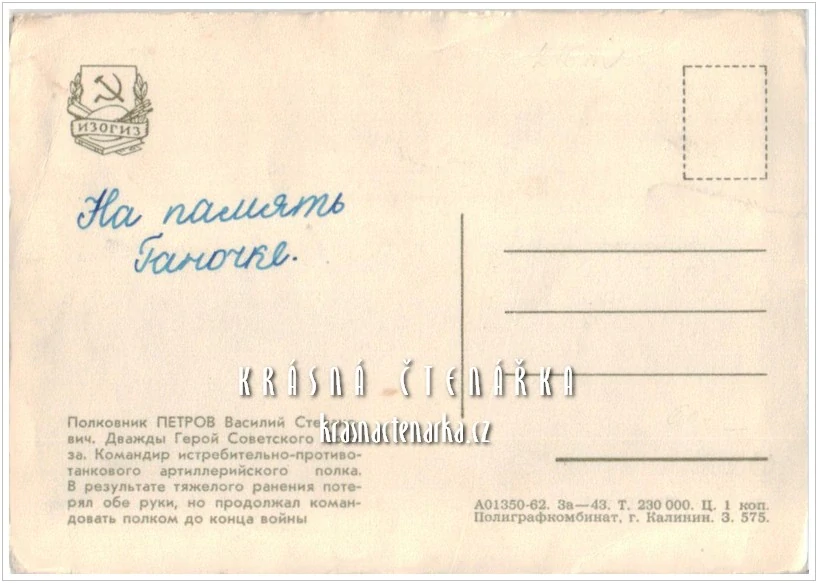 ИЗОГИЗ
На память
Ганочке.
KRÁSNÁ ČTENÁŘKA
krasnactenarka.cz
Полковник ПЕТРОВ Василий
вич. Дважды Герой Советского
за. Командир истребительно-противо-
танкового артиллерийского полка.
В результате тяжелого ранения поте-
рял обе руки, но продолжал коман-
довать полком до конца войны
А01350-62. За—43. Т. 230 000. Ц. 1 коп.
Полиграфкомбинат, г. Калинин. З. 575.